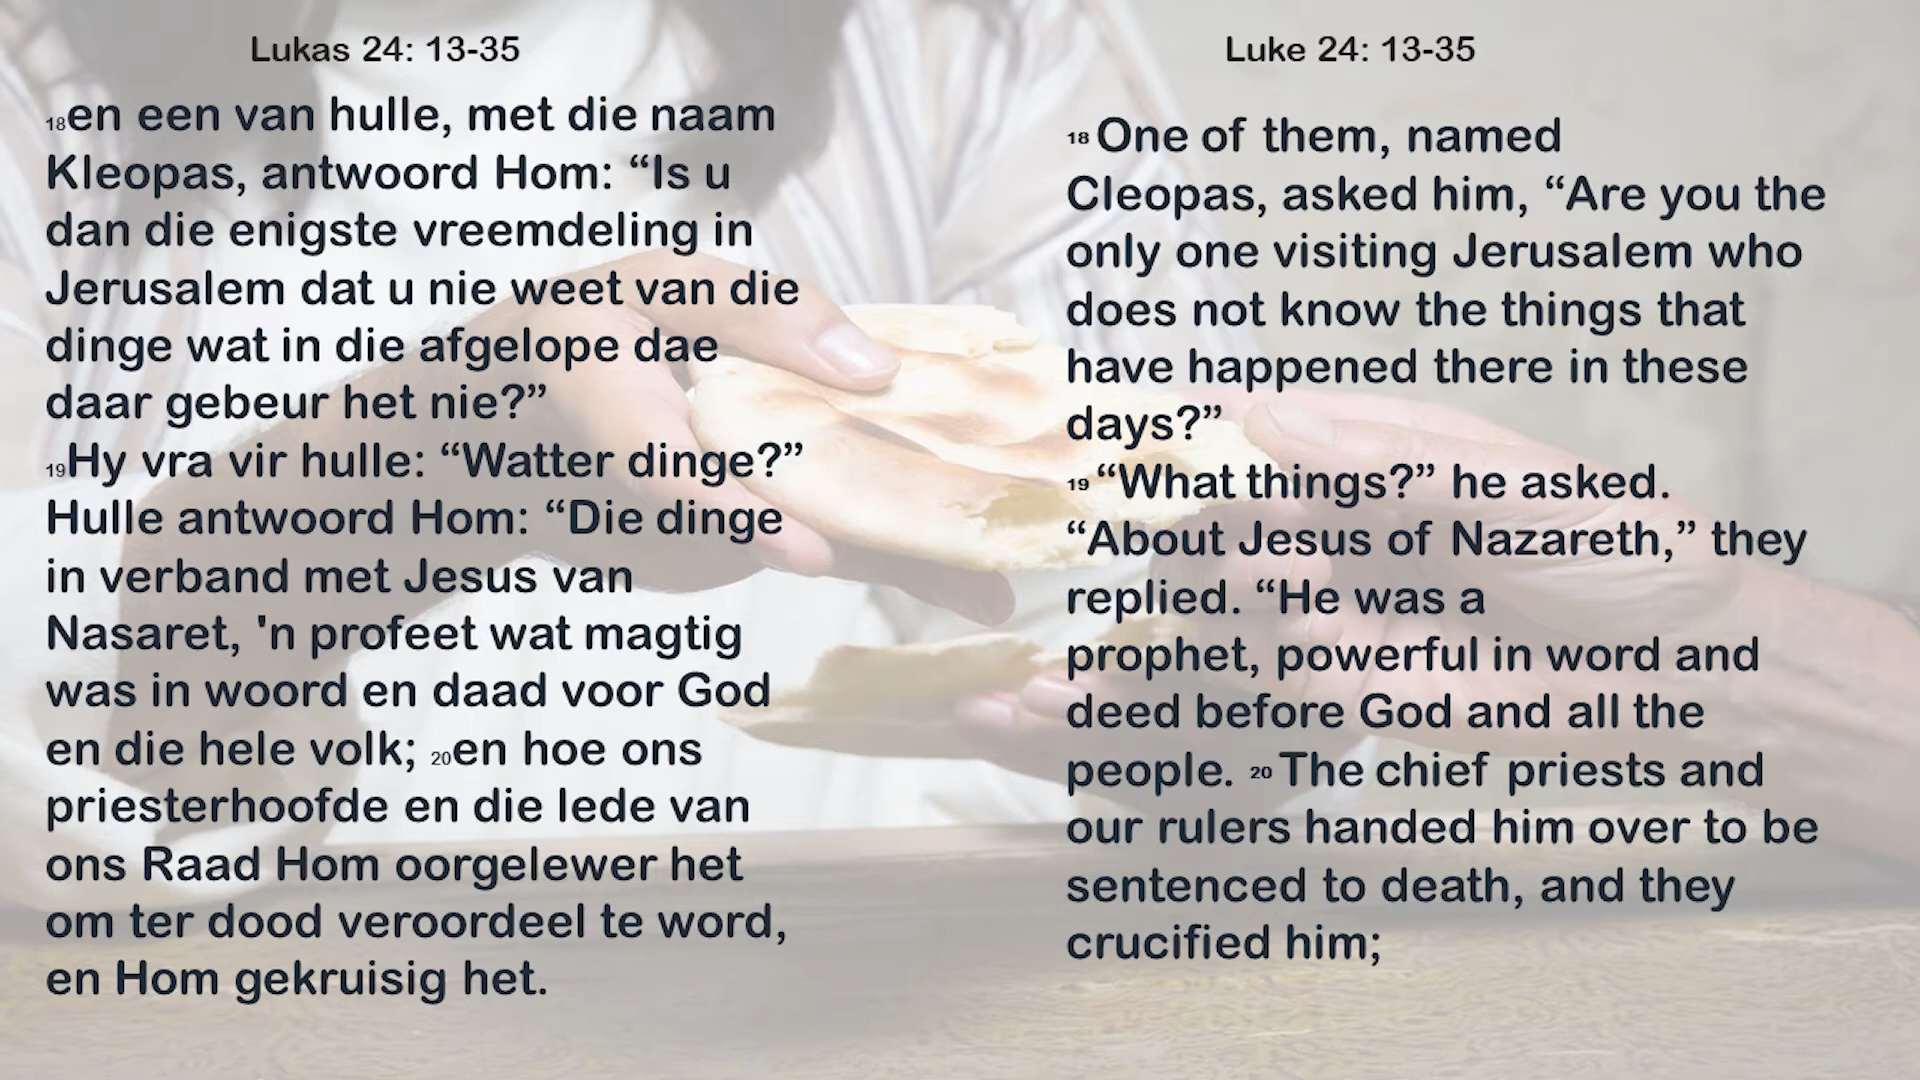 Lukas 24: 13-35
18en een van hulle, met die naam
Kleopas, antwoord Hom: “Is u
dan die enigste vreemdeling in
Jerusalem dat u nie weet van die
dinge wat in die afgelope dae
daar gebeur het nie?”
19Hy vra vir hulle: “Watter dinge?”
Hulle antwoord Hom: “Die dinge
in verband met Jesus van
Nasaret, 'n profeet wat magtig
was in woord en daad voor God
en die hele volk; 20en hoe ons
priesterhoofde en die lede van
ons Raad Hom oorgelewer het
om ter dood veroordeel te word,
en Hom gekruisig het.
Luke 24: 13-35
18 One of them, named
Cleopas, asked him, “Are you the
only one visiting Jerusalem who
does not know the things that
have happened there in these
days?”
19 “What things?” he asked.
“About Jesus of Nazareth,” they
replied. “He was a
prophet, powerful in word and
deed before God and all the
people. 20 The chief priests and
our rulers handed him over to be
sentenced to death, and they
crucified him;